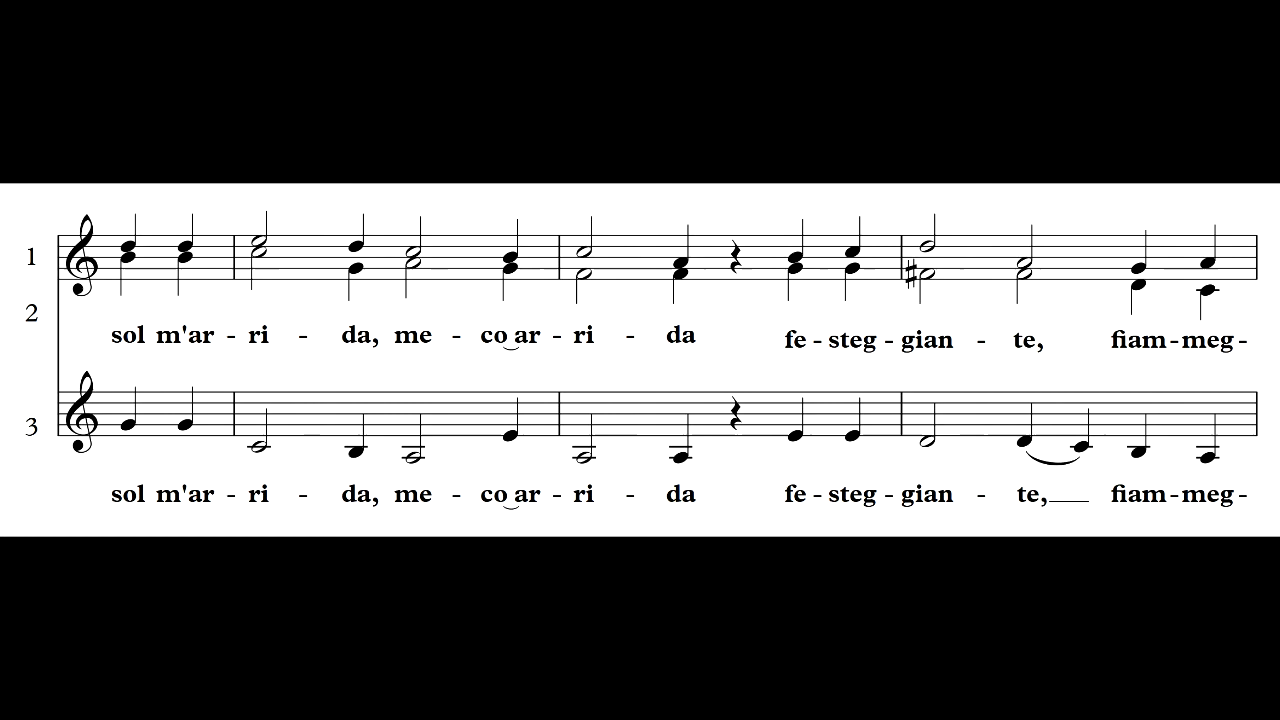 1
2
sol m'ar - ri - da, me - co ar - ri - da fe - steg - gian - te, fiam - meg -
3
sol m'ar - ri - da, me - co ar - ri - da fe - steg - gian - te, fiam - meg -